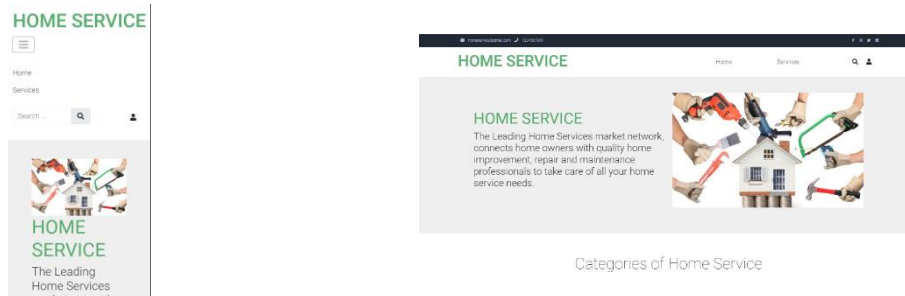 HOME SERVICE
Home
Services
Search ...
HOME
SERVICE
The Leading
Home Services
HOME SERVICE
Home Services
HOME SERVICE
The Leading Home Services market network,
connects home owners with quality home
improvement, repair and maintenance
professionals to take care of all your home
service needs.
Categories of Home Service